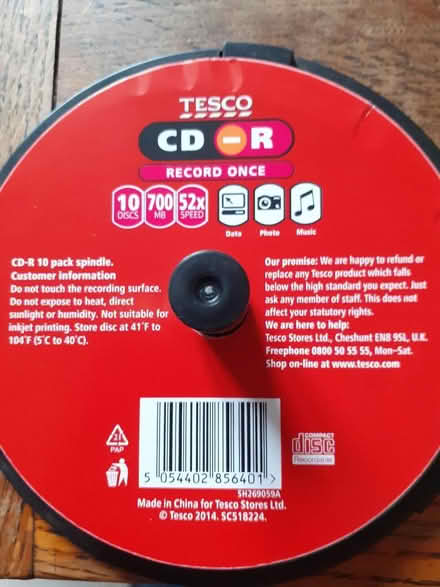 TESCO
CD-R
RECORD ONCE
10 DISCS
700 MB
52x SPEED
Data
Photo
Music
CD-R 10 pack spindle.
Customer information
Do not touch the recording surface.
Do not expose to heat, direct
sunlight or humidity. Not suitable for
inkjet printing. Store disc at 41°F to
104°F (5°C to 40°C).
Our promise: We are happy to refund or
replace any Tesco product which falls
below the high standard you expect. Just
ask any member of staff. This does not
affect your statutory rights.
We are here to help:
Tesco Stores Ltd., Cheshunt EN8 9SL, U.K.
Freephone 0800 50 55 55, Mon-Sat.
Shop on-line at www.tesco.com
21
PAP
5 054402 856401 >
SH269059A
COMPACT
disc
Recordable
Made in China for Tesco Stores Ltd.
© Tesco 2014. SC518224.